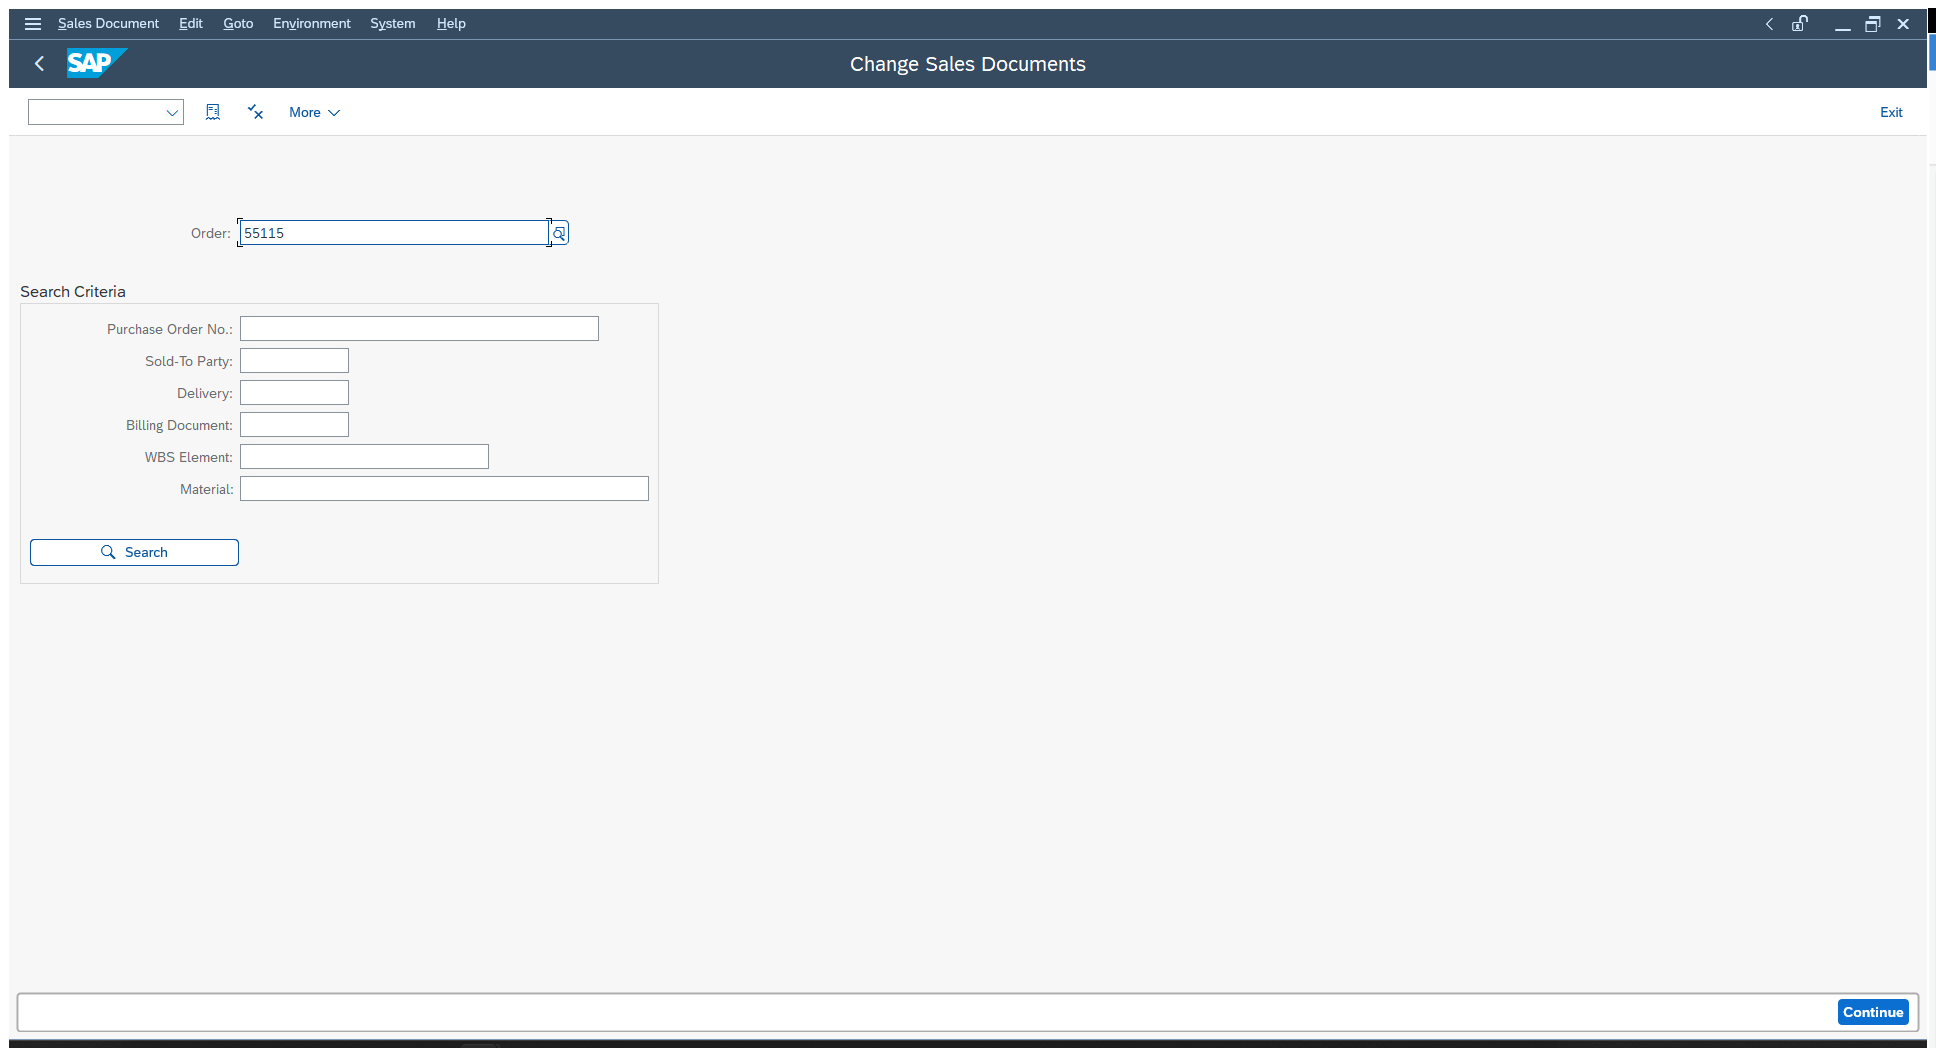 Sales Document Edit Goto Environment System Help
SAP Change Sales Documents
More Exit
Order: 55115
Search Criteria
Purchase Order No.:
Sold-To Party:
Delivery:
Billing Document:
WBS Element:
Material:
Search
Continue